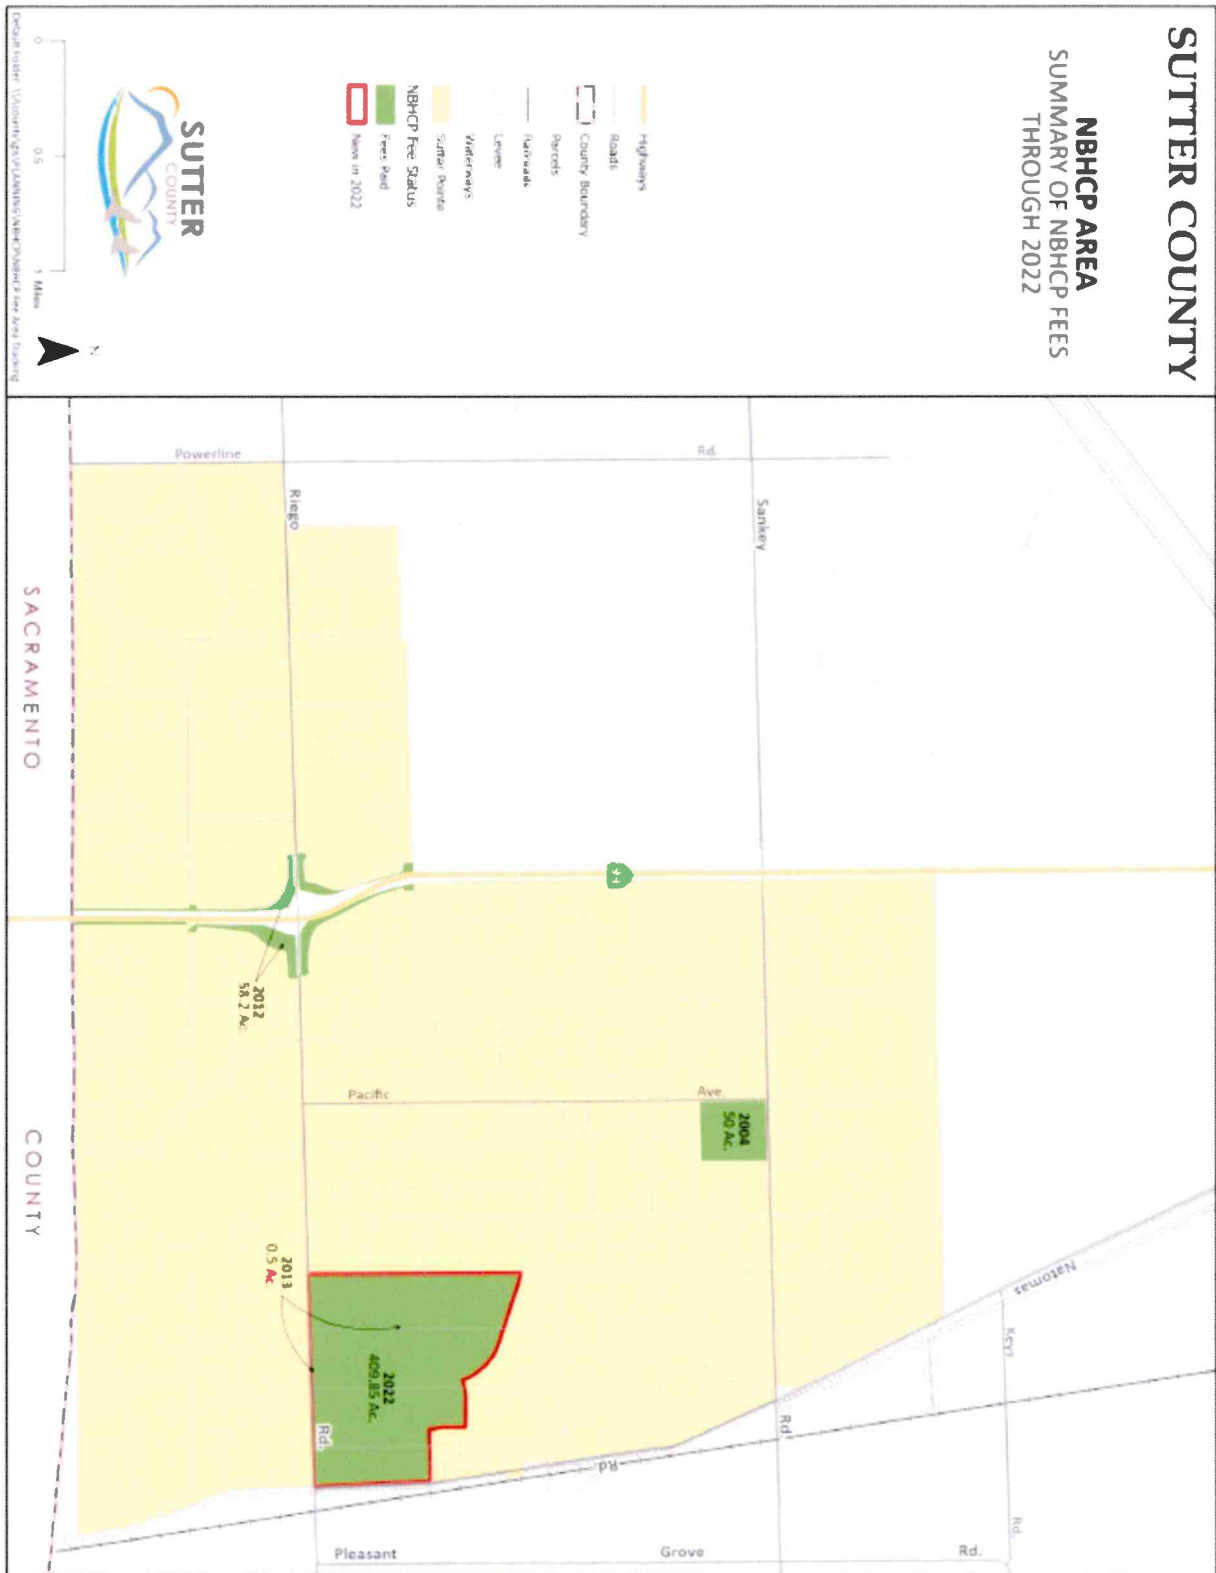 SUTTER COUNTY
NBHCP AREA
SUMMARY OF NBHCP FEES
THROUGH 2022
Highways
Roads
County Boundary
Parcels
Railroads
Levee
Waterways
Sutter Pointe
NBHCP Fee Status
Fees Paid
New in 2022
SUTTER
COUNTY
0 0.5 1 Miles
N
Powerline
Rd.
Riego
Sankey
99
2012
58.2 Ac.
Pacific
Ave.
2004
50 Ac.
2013
0.5 Ac
2022
409.85 Ac.
Rd.
Rd.
Rd
Natomas
Keys
Rd.
Pleasant
Grove
Rd.
SACRAMENTO
COUNTY